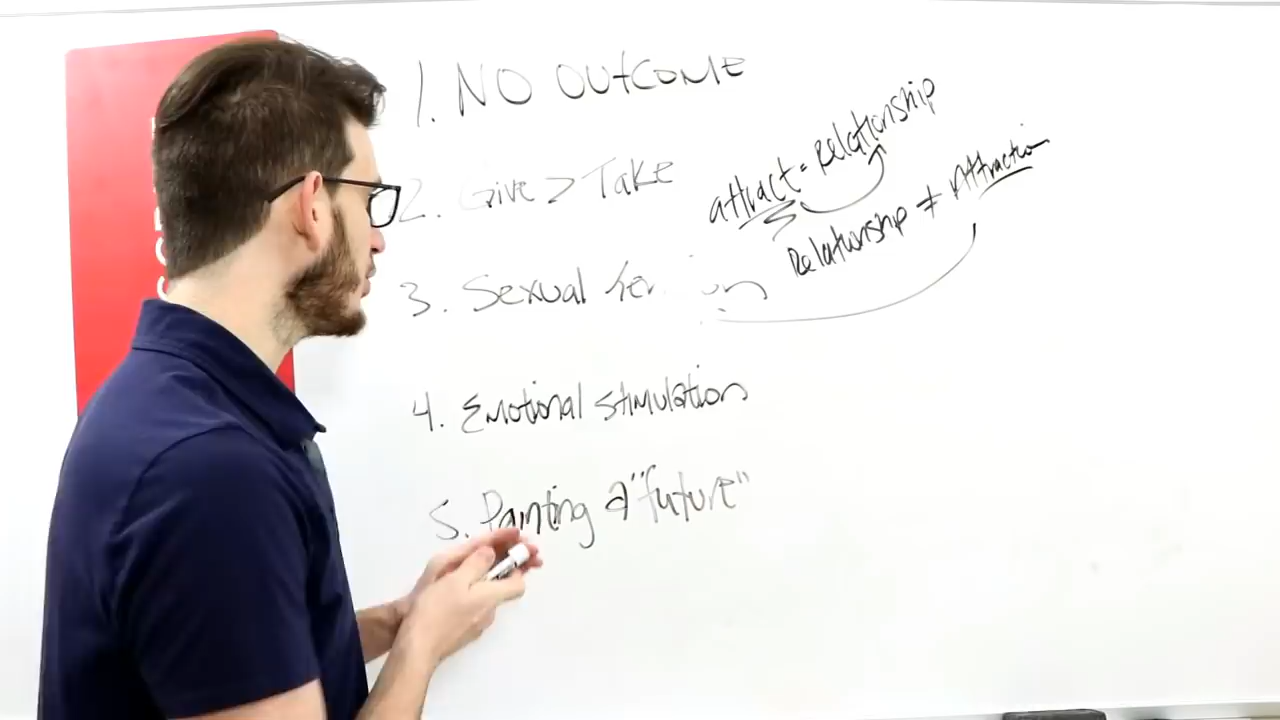 1. NO OUTCOME
2. Give > Take
3. Sexual
4. Emotional stimulation
5. Painting a "future"
attract = Relationship
Relationship ≠ Attraction